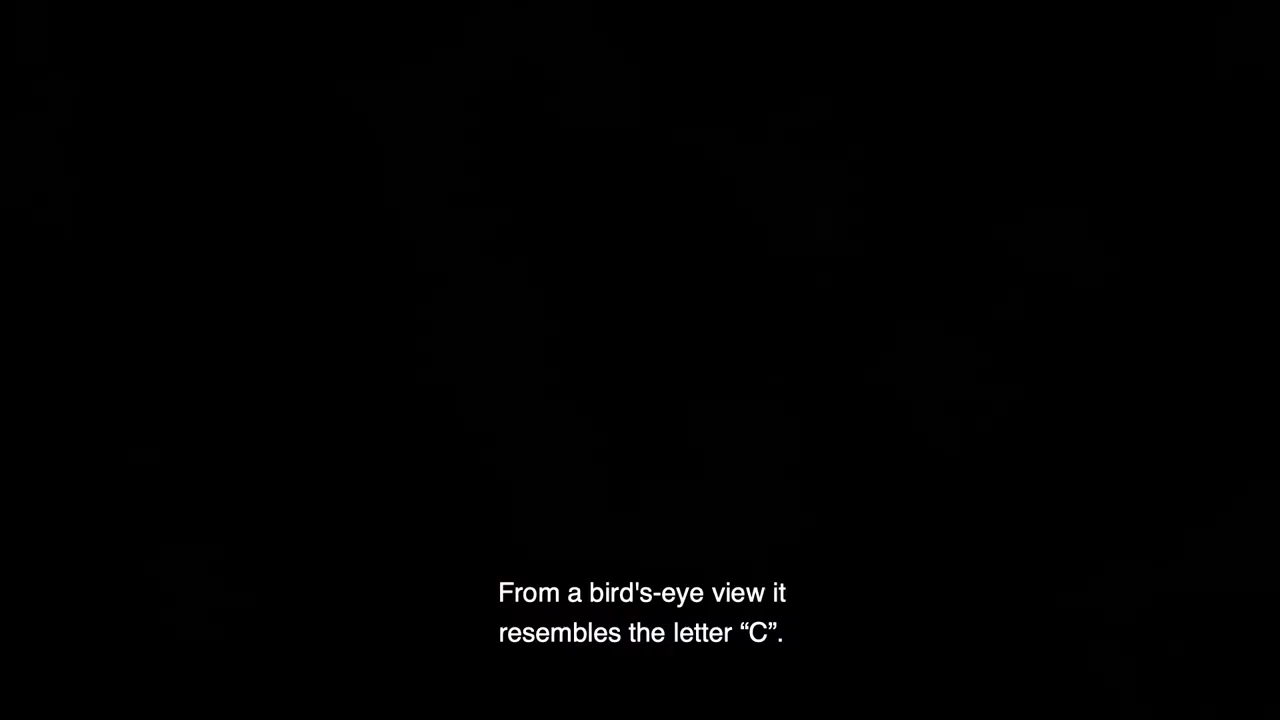 From a bird's-eye view it
resembles the letter “C”.